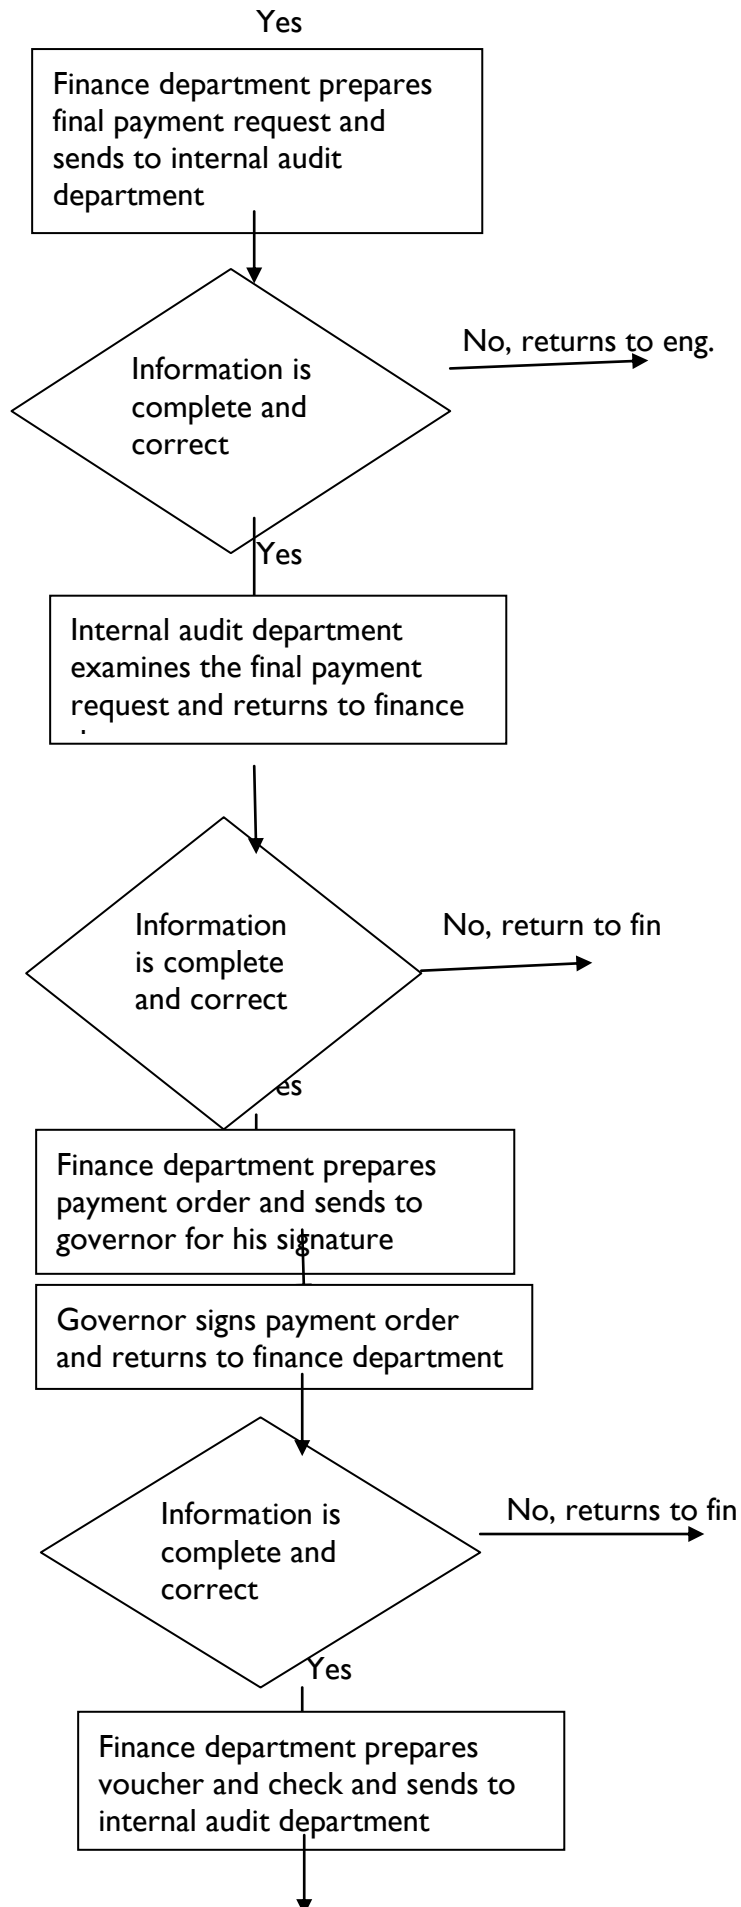 Yes
Finance department prepares
final payment request and
sends to internal audit
department
No, returns to eng.
Information is
complete and
correct
Yes
Internal audit department
examines the final payment
request and returns to finance
Information
is complete
and correct
No, return to fin
es
Finance department prepares
payment order and sends to
governor for his signature
Governor signs payment order
and returns to finance department
Information is
complete and
correct
No, returns to fin
Yes
Finance department prepares
voucher and check and sends to
internal audit department